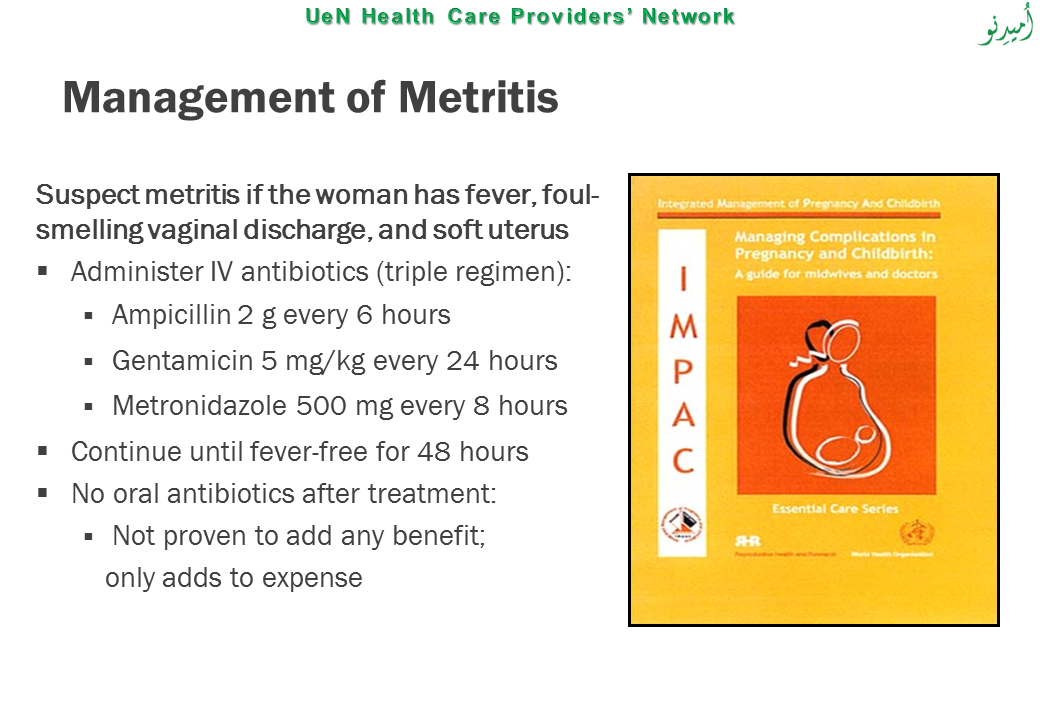 UeN Health Care Providers’ Network
اُمیدِنو
Management of Metritis
Suspect metritis if the woman has fever, foul-
smelling vaginal discharge, and soft uterus
▪ Administer IV antibiotics (triple regimen):
▪ Ampicillin 2 g every 6 hours
▪ Gentamicin 5 mg/kg every 24 hours
▪ Metronidazole 500 mg every 8 hours
▪ Continue until fever-free for 48 hours
▪ No oral antibiotics after treatment:
▪ Not proven to add any benefit;
only adds to expense
Integrated Management of Pregnancy And Childbirth
Managing Complications in
Pregnancy and Childbirth:
A guide for midwives and doctors
I
M
P
A
C
Essential Care Series
RHR
Reproductive Health and Research
World Health Organization